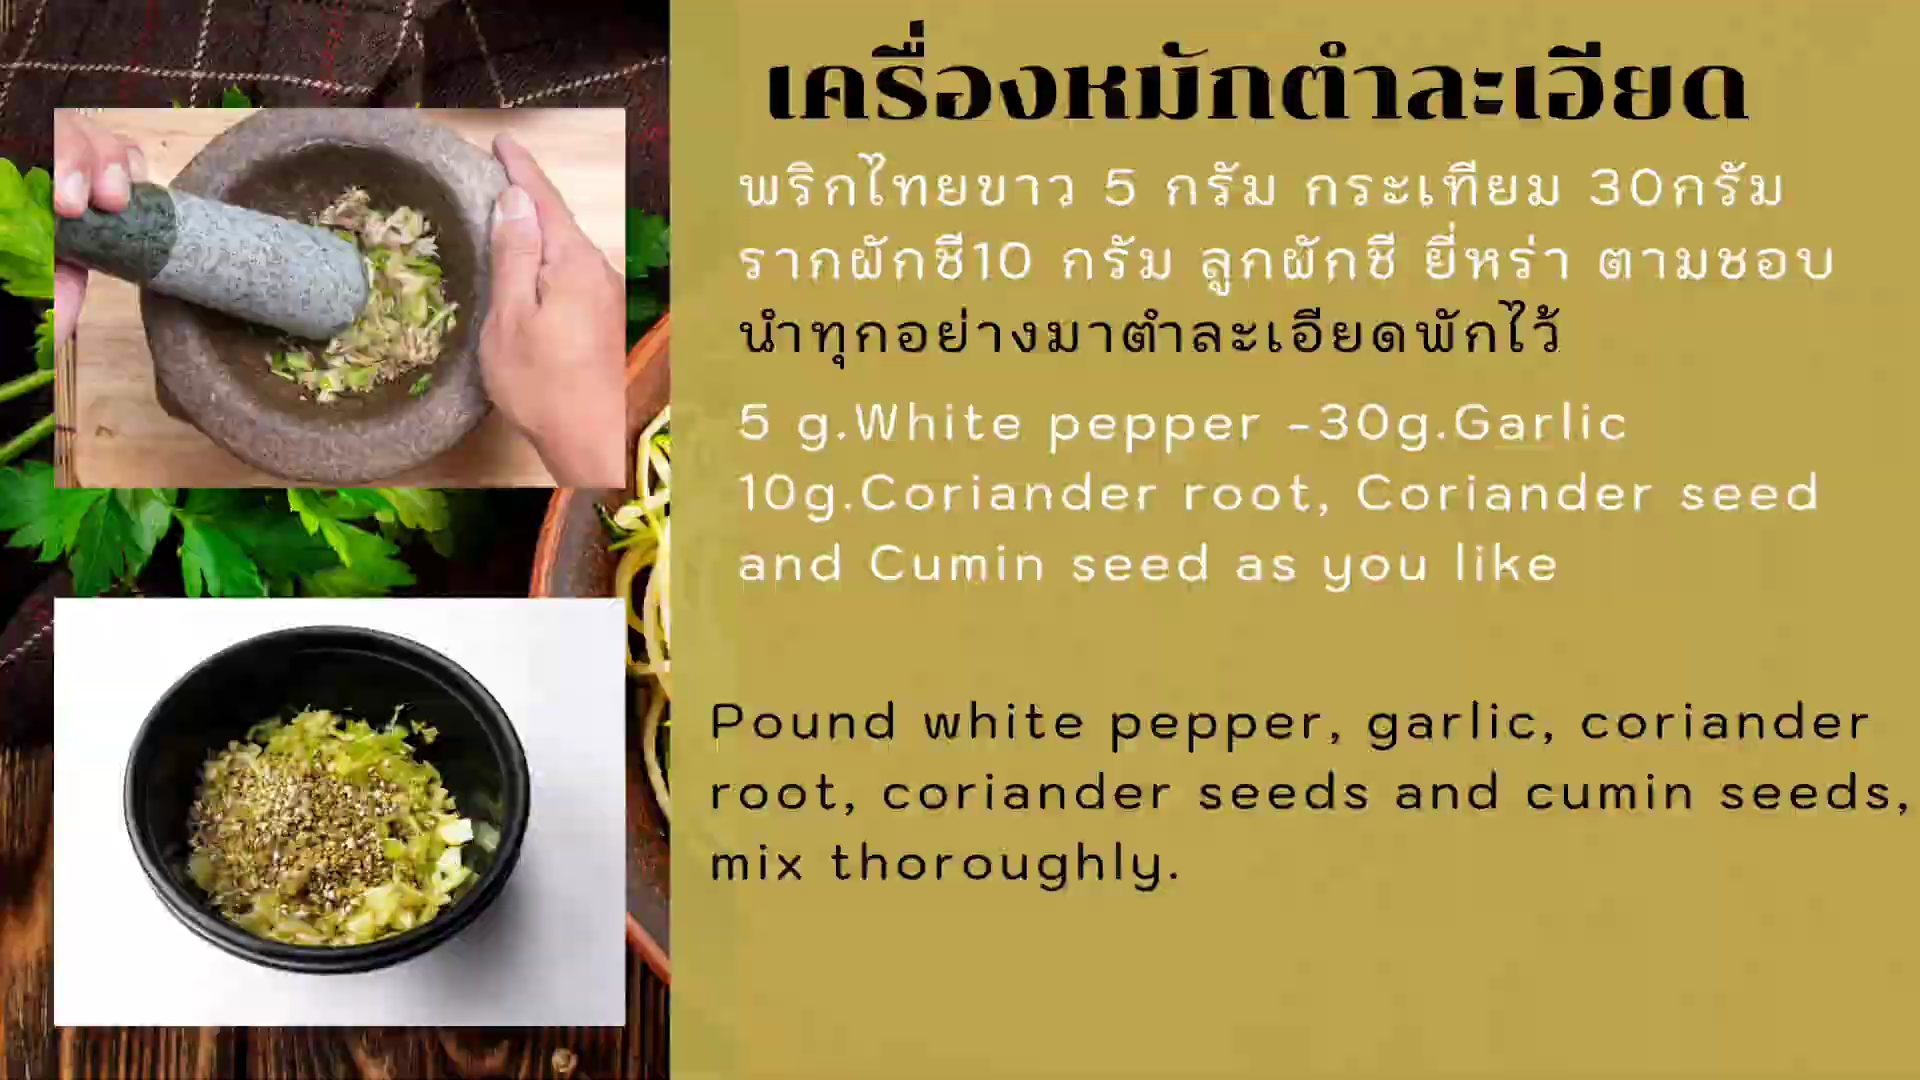 เครื่องหมักตำละเอียด
พริกไทยขาว 5 กรัม กระเทียม 30กรัม
รากผักชี10 กรัม ลูกผักชี ยี่หร่า ตามชอบ
นำทุกอย่างมาตำละเอียดพักไว้
5 g.White pepper -30g.Garlic
10g.Coriander root, Coriander seed
and Cumin seed as you like
Pound white pepper, garlic, coriander
root, coriander seeds and cumin seeds,
mix thoroughly.